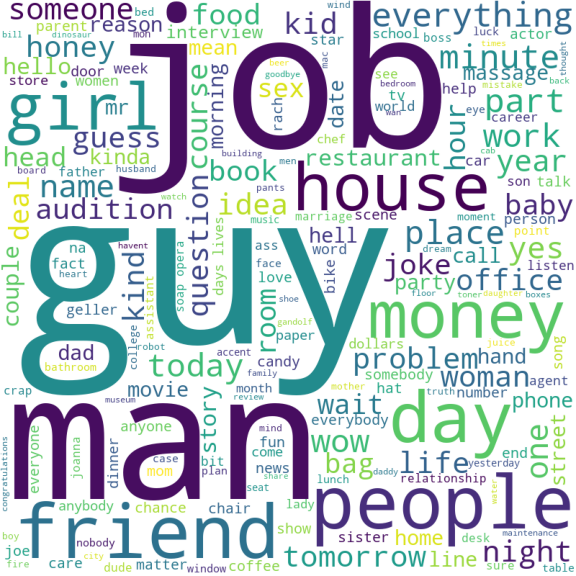 someone
bed
wind
bill
dinosaur
mon
parent
reason
food
kid
everything
luck
times
honey
interview
star
school
boss
actor
thought
hello
door
week
mean
beer
goodbye
mac
minute
back
store
mistake
women
sex
bedroom
see
tv
wan
help
massage
eye
girl
mr
course
morning
rach
date
world
career
part
job
guess
chef
hour
cab
work
head
kinda
building
men
restaurant
car
year
board
father
husband
book
pants
house
son
talk
name
watch
idea
marriage
scene
moment
baby
deal
audition
question
music
person
point
guy
na
havent
days lives
ass
hell
word
dream
place
yes
couple
fact
heart
kind
soap opera
face
love
bike
joke
call
listen
geller
assistant
room
shoe
party
office
floor
toner
daughter
boxes
dad
college
gandolf
paper
dollars
money
juice
song
bathroom
robot
accent
candy
problem
hand
today
family
somebody
woman
agent
crap
movie
month
hat
mother
truth
number
phone
museum
review
story
wait
day
one
street
man
anyone
everybody
wow
everyone
joanna
dinner
case
mind
fun
bit
plan
come
news
bag
life
end
mom
share
daddy
yesterday
congratulations
anybody
chance
seat
lunch
relationship
people
water
chair
lady
boy
friend
show
sister
home
desk
maintenance
night
joe
nobody
city
fire
care
dude
matter
window
coffee
tomorrow
line
sure
table